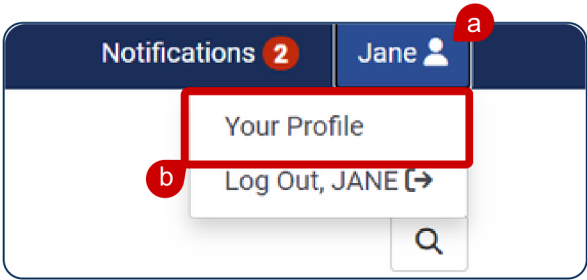 a
Notifications 2 Jane
Your Profile
b
Log Out, JANE